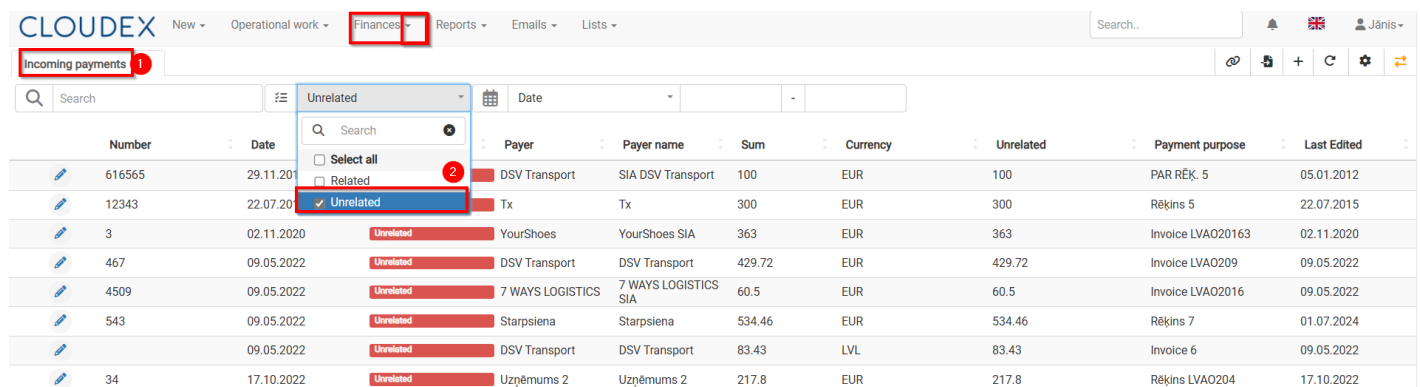 CLOUDEX New Operational work Finances Reports Emails Lists Search.. Jānis
Incoming payments 1
Search Unrelated Date -
Search
Number Date Payer Payer name Sum Currency Unrelated Payment purpose Last Edited
Select all
2
616565 Related DSV Transport SIA DSV Transport 100 EUR 100 PAR RĒĶ. 5 05.01.2012
12343 Unrelated Tx Tx 300 EUR 300 Rēķins 5 22.07.2015
3 02.11.2020 Unrelated YourShoes YourShoes SIA 363 EUR 363 Invoice LVAO20163 02.11.2020
467 09.05.2022 Unrelated DSV Transport DSV Transport 429.72 EUR 429.72 Invoice LVAO209 09.05.2022
4509 09.05.2022 Unrelated 7 WAYS LOGISTICS 7 WAYS LOGISTICS SIA 60.5 EUR 60.5 Invoice LVAO2016 09.05.2022
543 09.05.2022 Unrelated Starpsiena Starpsiena 534.46 EUR 534.46 Rēķins 7 01.07.2024
09.05.2022 Unrelated DSV Transport DSV Transport 83.43 LVL 83.43 Invoice 6 09.05.2022
34 17.10.2022 Unrelated Uzņēmums 2 Uzņēmums 2 217.8 EUR 217.8 Rēķins LVAO204 17.10.2022